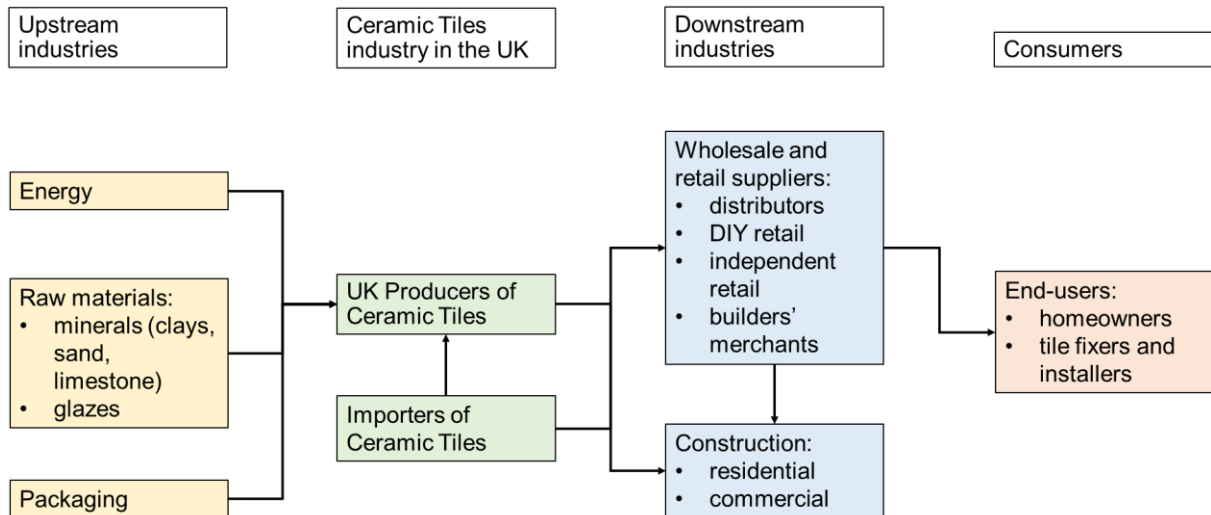 Upstream
industries
Ceramic Tiles
industry in the UK
Downstream
industries
Consumers
Energy
Raw materials:
• minerals (clays,
sand,
limestone)
• glazes
Packaging
UK Producers of
Ceramic Tiles
Importers of
Ceramic Tiles
Wholesale and
retail suppliers:
• distributors
• DIY retail
• independent
retail
• builders’
merchants
Construction:
• residential
• commercial
End-users:
• homeowners
• tile fixers and
installers